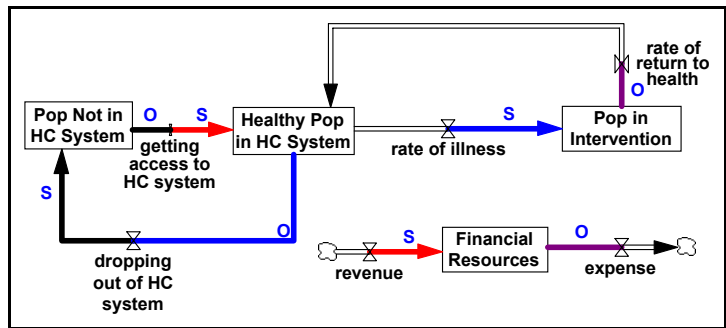 rate of
return to
health
O
Pop Not in
HC System
O
S
getting
access to
HC system
Healthy Pop
in HC System
S
rate of illness
Pop in
Intervention
S
O
dropping
out of HC
system
S
revenue
Financial
Resources
O
expense